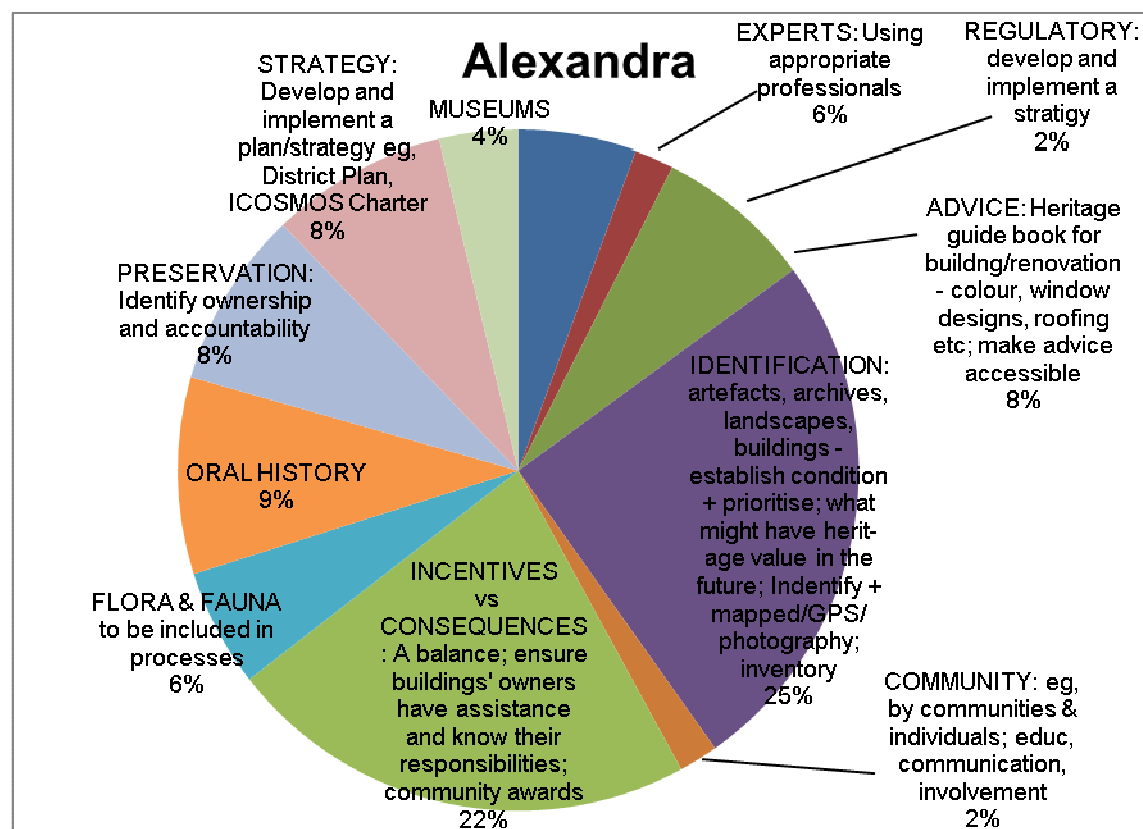 Alexandra
EXPERTS: Using
appropriate
professionals
6%
REGULATORY:
develop and
implement a
stratigy
2%
ADVICE: Heritage
guide book for
buildng/renovation
- colour, window
designs, roofing
etc; make advice
accessible
8%
IDENTIFICATION:
artefacts, archives,
landscapes,
buildings -
establish condition
+ prioritise; what
might have herit-
age value in the
future; Indentify +
mapped/GPS/
photography;
inventory
25%
COMMUNITY: eg,
by communities &
individuals; educ,
communication,
involvement
2%
INCENTIVES
vs
CONSEQUENCES
: A balance; ensure
buildings' owners
have assistance
and know their
responsibilities;
community awards
22%
FLORA & FAUNA
to be included in
processes
6%
ORAL HISTORY
9%
PRESERVATION:
Identify ownership
and accountability
8%
STRATEGY:
Develop and
implement a
plan/strategy eg,
District Plan,
ICOSMOS Charter
8%
MUSEUMS
4%